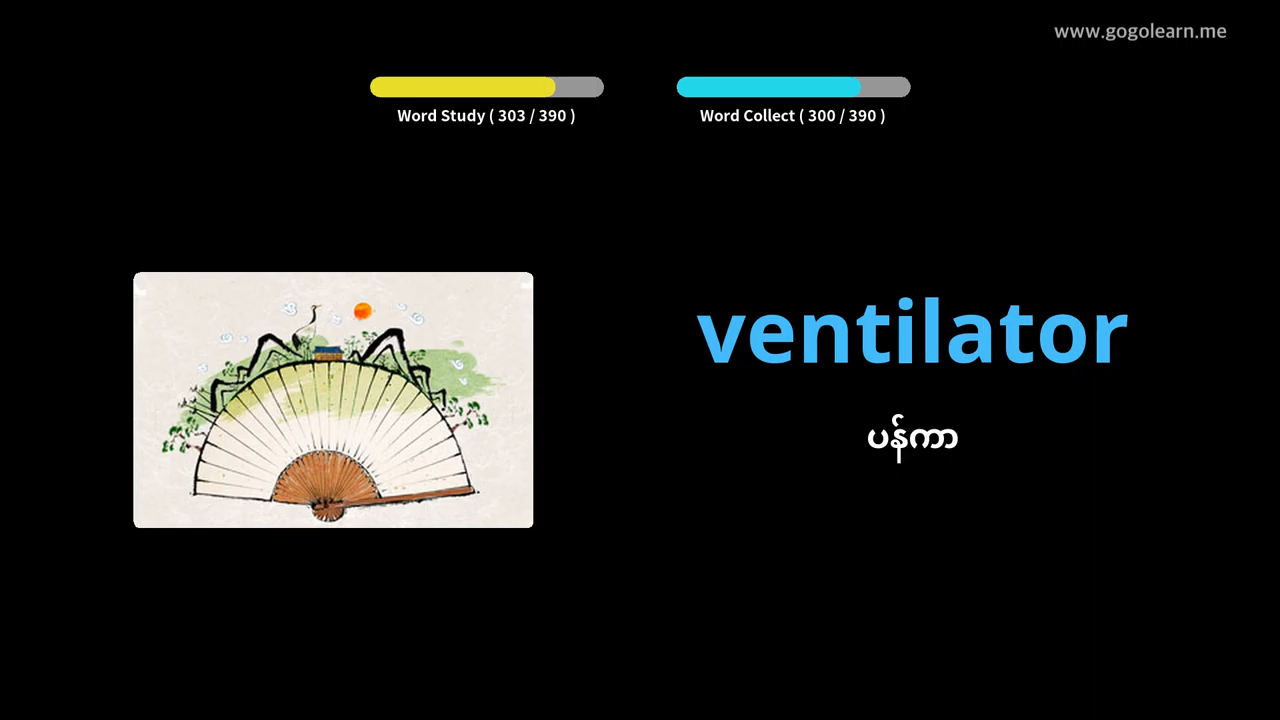 www.gogolearn.me
Word Study ( 303 / 390 )
Word Collect ( 300 / 390 )
ventilator
ပန်ကာ